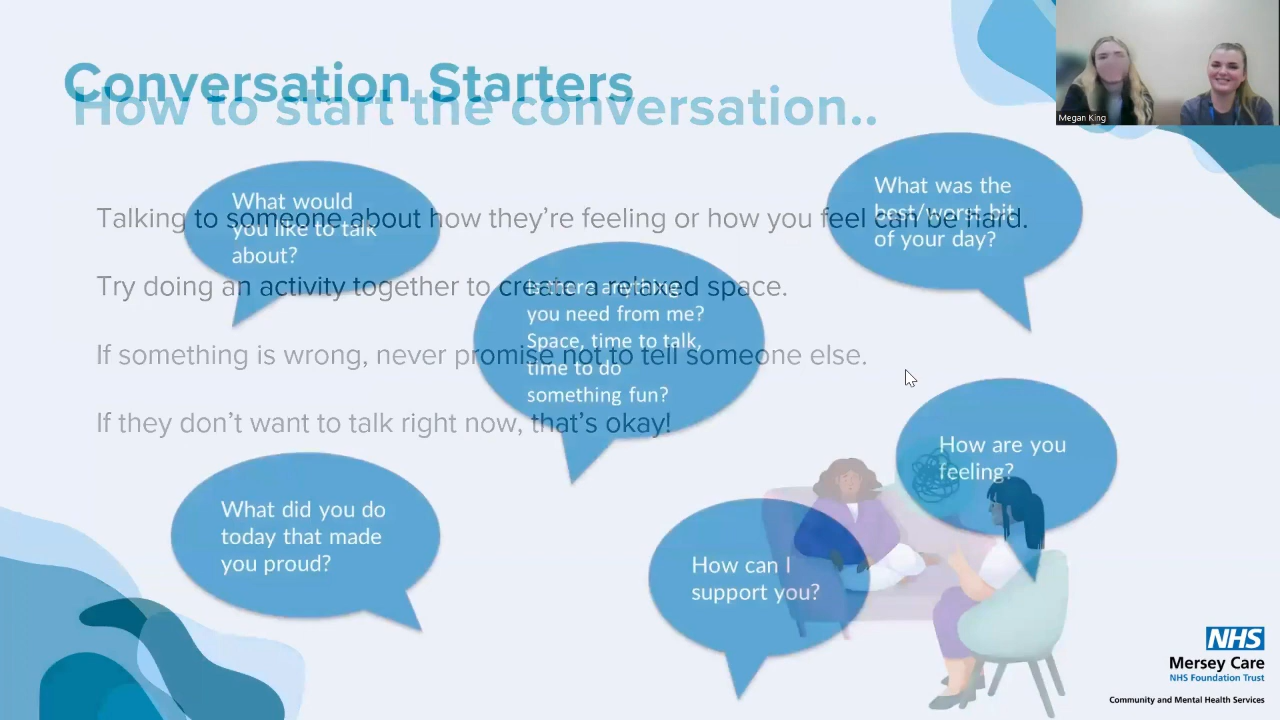 Conversation Starters
How to start the conversation..
Megan King
What would
you like to talk
about?
What was the
best/worst bit
of your day?
Talking to someone about how they're feeling or how you feel can be hard.
Is there anything
you need from me?
Space, time to talk,
time to do
something fun?
Try doing an activity together to create a relaxed space.
If something is wrong, never promise not to tell someone else.
If they don't want to talk right now, that's okay!
How are you
feeling?
What did you do
today that made
you proud?
How can I
support you?
NHS
Mersey Care
NHS Foundation Trust
Community and Mental Health Services